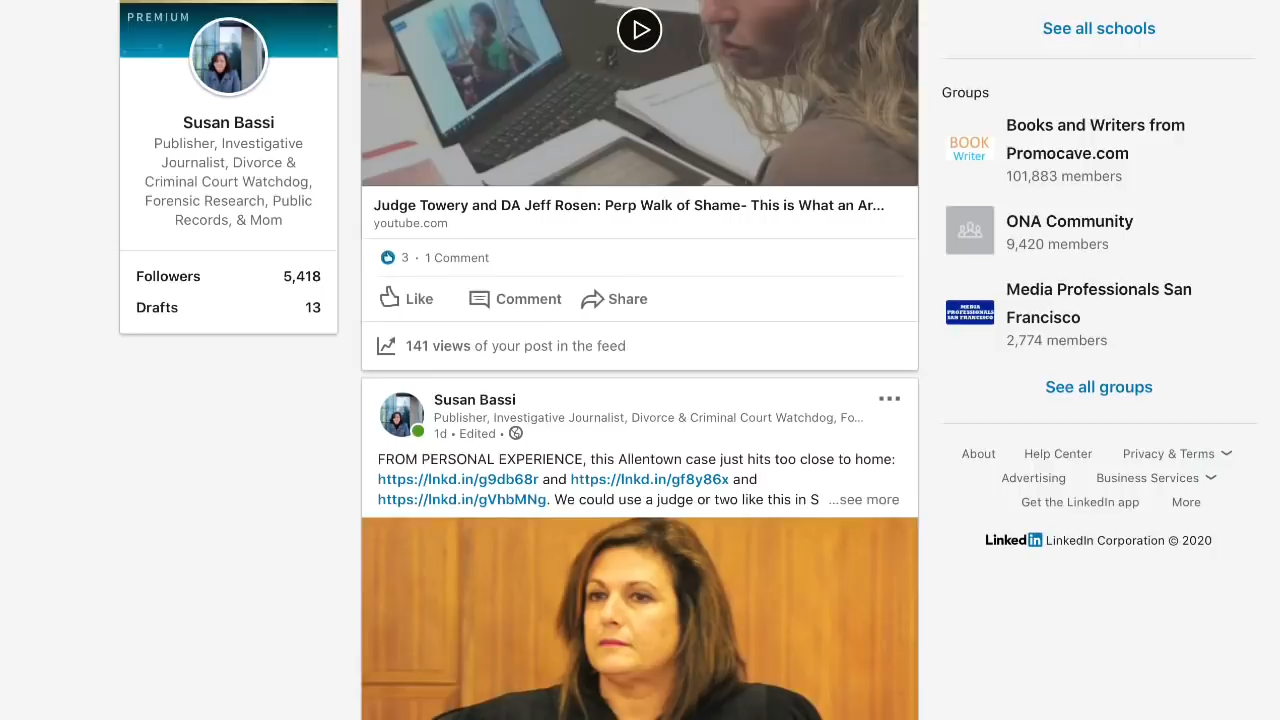 PREMIUM
Susan Bassi
Publisher, Investigative
Journalist, Divorce &
Criminal Court Watchdog,
Forensic Research, Public
Records, & Mom
Followers 5,418
Drafts 13
Judge Towery and DA Jeff Rosen: Perp Walk of Shame- This is What an Ar...
youtube.com
3 · 1 Comment
Like Comment Share
141 views of your post in the feed
Susan Bassi
Publisher, Investigative Journalist, Divorce & Criminal Court Watchdog, Fo...
1d • Edited •
FROM PERSONAL EXPERIENCE, this Allentown case just hits too close to home:
https://lnkd.in/g9db68r and https://lnkd.in/gf8y86x and
https://lnkd.in/gVhbMNg. We could use a judge or two like this in S ...see more
See all schools
Groups
BOOK
Writer
Books and Writers from
Promocave.com
101,883 members
ONA Community
9,420 members
MEDIA
PROFESSIONALS
SAN FRANCISCO
Media Professionals San
Francisco
2,774 members
See all groups
About Help Center Privacy & Terms
Advertising Business Services
Get the LinkedIn app More
LinkedIn LinkedIn Corporation © 2020